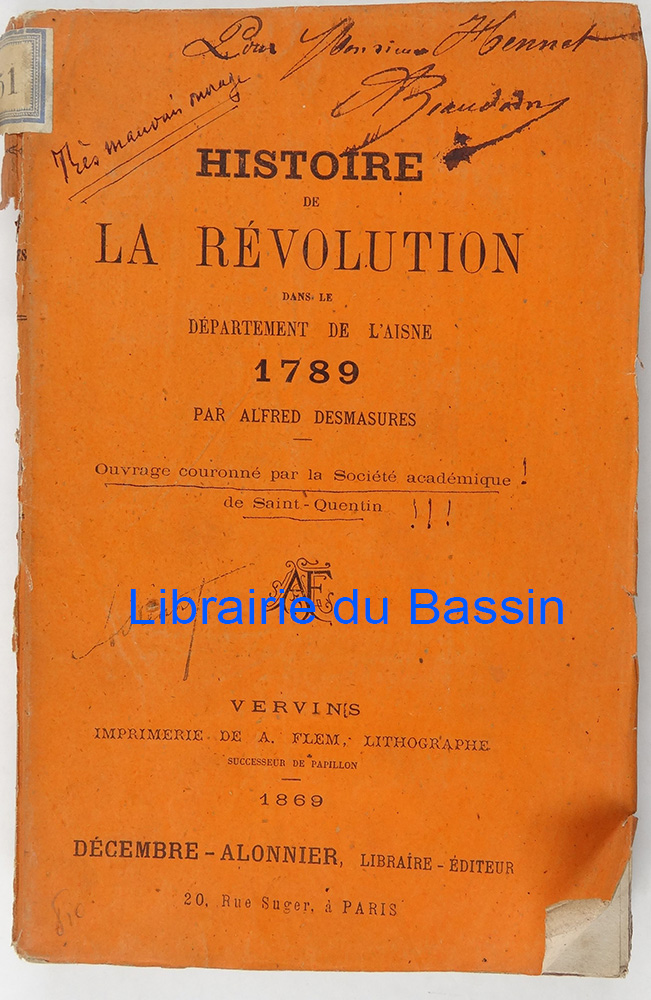 Pour Monsieur Hennet
51
Très mauvais ouvrage
HISTOIRE
DE
LA RÉVOLUTION
DANS LE
DÉPARTEMENT DE L'AISNE
1789
PAR ALFRED DESMASURES
Ouvrage couronné par la Société académique !
de Saint-Quentin !!!
AF
Librairie du Bassin
VERVINS
IMPRIMERIE DE A. FLEM, LITHOGRAPHE
SUCCESSEUR DE PAPILLON
1869
DÉCEMBRE-ALONNIER, LIBRAIRE-ÉDITEUR
20, Rue Suger, à PARIS